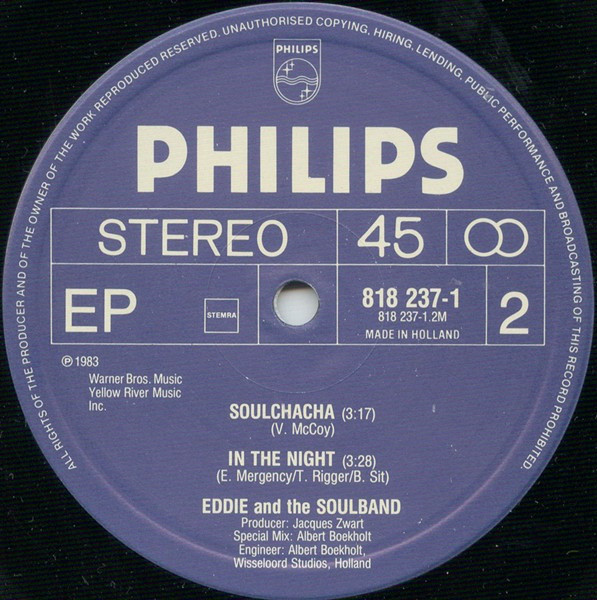 ALL RIGHTS OF THE PRODUCER AND OF THE OWNER OF THE WORK REPRODUCED RESERVED. UNAUTHORISED COPYING, HIRING, LENDING, PUBLIC PERFORMANCE AND BROADCASTING OF THIS RECORD PROHIBITED.
PHILIPS
PHILIPS
STEREO 45
EP STEMRA 818 237-1 2
818 237-1.2M
MADE IN HOLLAND
Ⓟ 1983
Warner Bros. Music
Yellow River Music
Inc.
SOULCHACHA (3:17)
(V. McCoy)
IN THE NIGHT (3:28)
(E. Mergency/T. Rigger/B. Sit)
EDDIE and the SOULBAND
Producer: Jacques Zwart
Special Mix: Albert Boekholt
Engineer: Albert Boekholt,
Wisseloord Studios, Holland